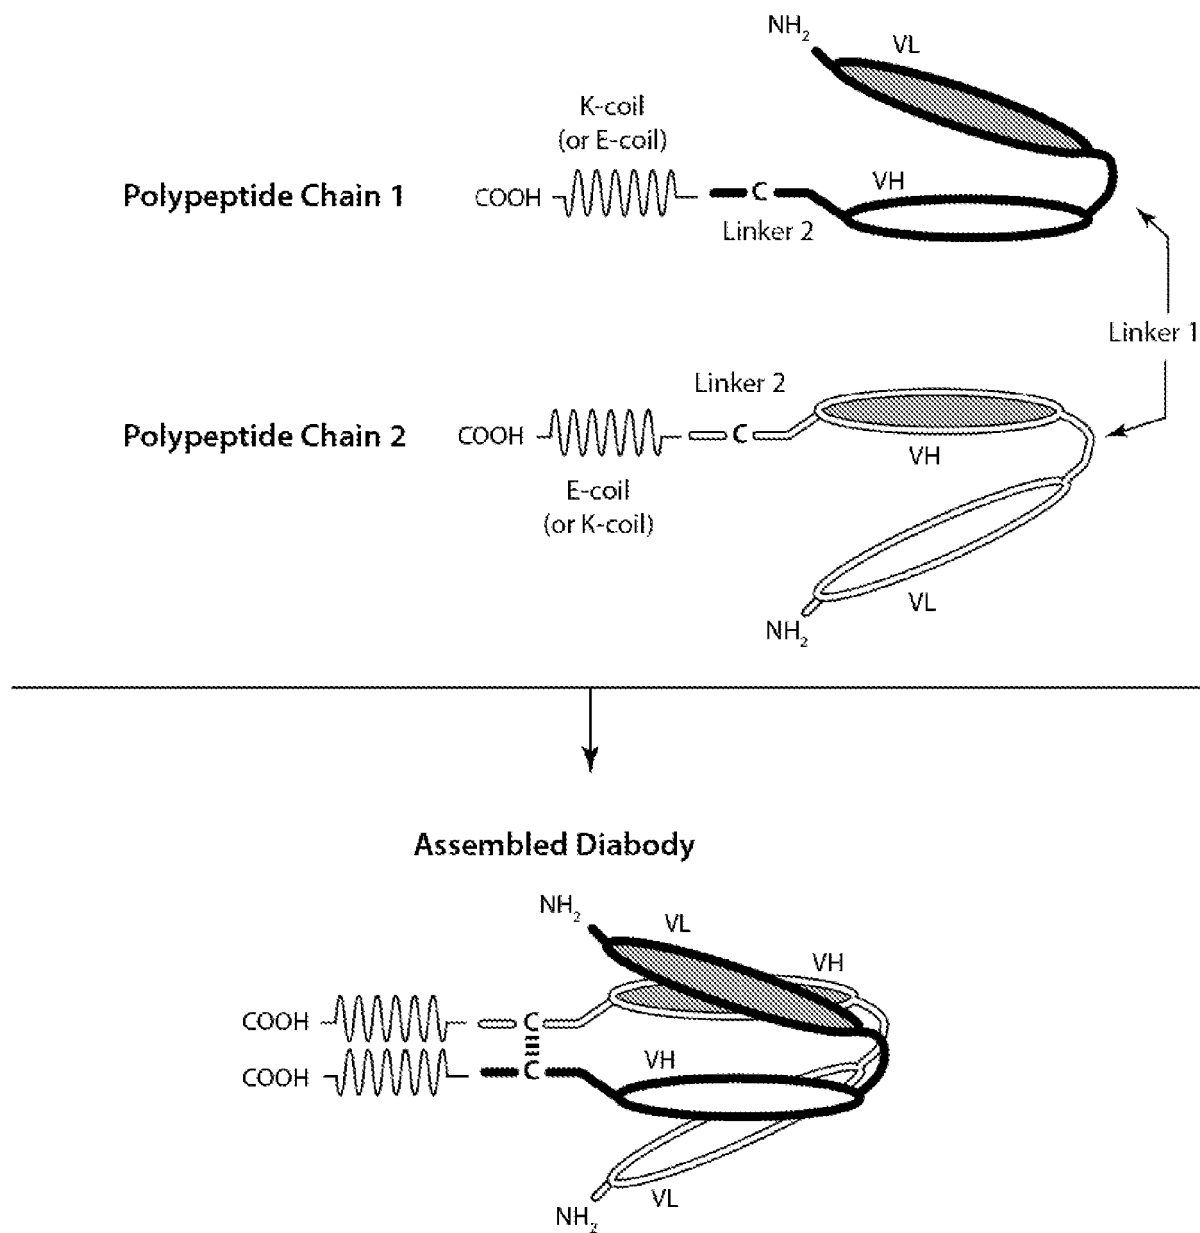 NH2
VL
K-coil
(or E-coil)
Polypeptide Chain 1
COOH
C
VH
Linker 2
Linker 1
Linker 2
Polypeptide Chain 2
COOH
C
VH
E-coil
(or K-coil)
VL
NH2
Assembled Diabody
NH2
VL
VH
COOH
C
COOH
C
VH
VL
NH2